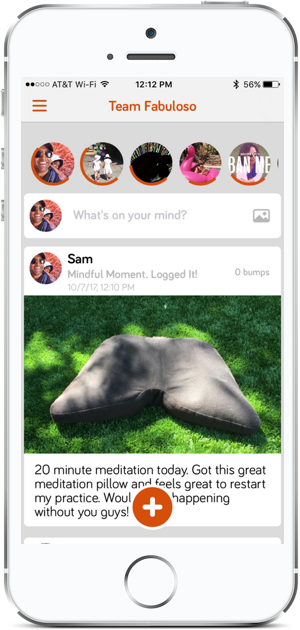 AT&T Wi-Fi 12:12 PM 56%
Team Fabuloso
BAN ME
What's on your mind?
Sam
Mindful Moment. Logged It!
0 bumps
10/7/17, 12:10 PM
20 minute meditation today. Got this great
meditation pillow and feels great to restart
my practice. happening
without you guys!